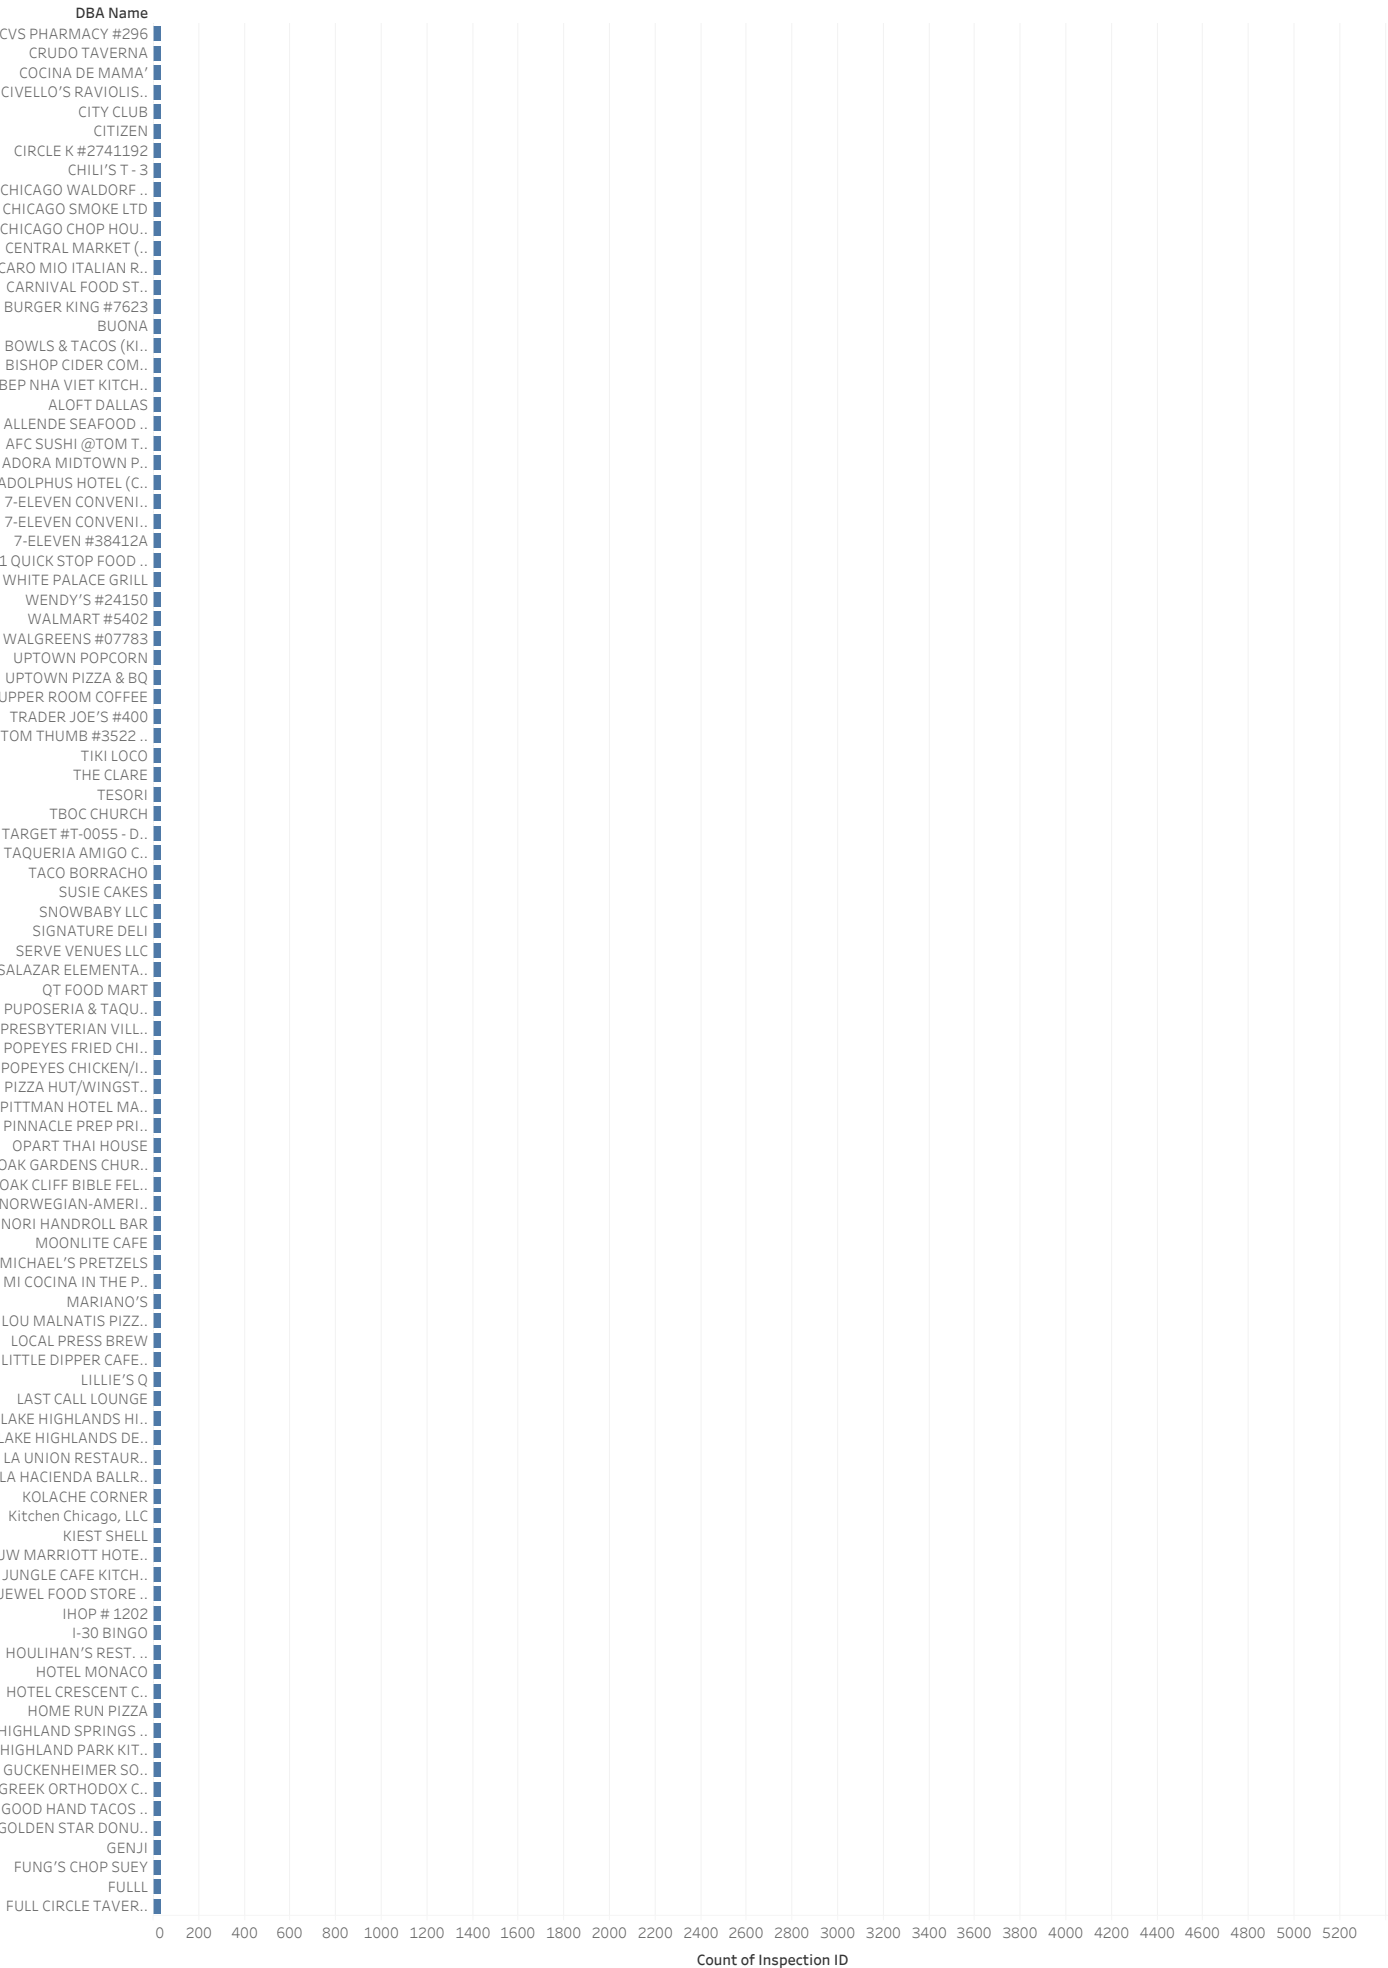 DBA Name
CVS PHARMACY #296
CRUDO TAVERNA
COCINA DE MAMA’
CIVELLO’S RAVIOLIS..
CITY CLUB
CITIZEN
CIRCLE K #2741192
CHILI’S T - 3
CHICAGO WALDORF ..
CHICAGO SMOKE LTD
CHICAGO CHOP HOU..
CENTRAL MARKET (..
CARO MIO ITALIAN R..
CARNIVAL FOOD ST..
BURGER KING #7623
BUONA
BOWLS & TACOS (KI..
BISHOP CIDER COM..
BEP NHA VIET KITCH..
ALOFT DALLAS
ALLENDE SEAFOOD ..
AFC SUSHI @TOM T..
ADORA MIDTOWN P..
ADOLPHUS HOTEL (C..
7-ELEVEN CONVENI..
7-ELEVEN CONVENI..
7-ELEVEN #38412A
1 QUICK STOP FOOD ..
WHITE PALACE GRILL
WENDY’S #24150
WALMART #5402
WALGREENS #07783
UPTOWN POPCORN
UPTOWN PIZZA & BQ
UPPER ROOM COFFEE
TRADER JOE’S #400
TOM THUMB #3522 ..
TIKI LOCO
THE CLARE
TESORI
TBOC CHURCH
TARGET #T-0055 - D..
TAQUERIA AMIGO C..
TACO BORRACHO
SUSIE CAKES
SNOWBABY LLC
SIGNATURE DELI
SERVE VENUES LLC
SALAZAR ELEMENTA..
QT FOOD MART
PUPOSERIA & TAQU..
PRESBYTERIAN VILL..
POPEYES FRIED CHI..
POPEYES CHICKEN/I..
PIZZA HUT/WINGST..
PITTMAN HOTEL MA..
PINNACLE PREP PRI..
OPART THAI HOUSE
OAK GARDENS CHUR..
OAK CLIFF BIBLE FEL..
NORWEGIAN-AMERI..
NORI HANDROLL BAR
MOONLITE CAFE
MICHAEL’S PRETZELS
MI COCINA IN THE P..
MARIANO’S
LOU MALNATIS PIZZ..
LOCAL PRESS BREW
LITTLE DIPPER CAFE..
LILLIE’S Q
LAST CALL LOUNGE
LAKE HIGHLANDS HI..
LAKE HIGHLANDS DE..
LA UNION RESTAUR..
LA HACIENDA BALLR..
KOLACHE CORNER
Kitchen Chicago, LLC
KIEST SHELL
JW MARRIOTT HOTE..
JUNGLE CAFE KITCH..
JEWEL FOOD STORE ..
IHOP # 1202
I-30 BINGO
HOULIHAN’S REST. ..
HOTEL MONACO
HOTEL CRESCENT C..
HOME RUN PIZZA
HIGHLAND SPRINGS ..
HIGHLAND PARK KIT..
GUCKENHEIMER SO..
GREEK ORTHODOX C..
GOOD HAND TACOS ..
GOLDEN STAR DONU..
GENJI
FUNG’S CHOP SUEY
FULLL
FULL CIRCLE TAVER..
0 200 400 600 800 1000 1200 1400 1600 1800 2000 2200 2400 2600 2800 3000 3200 3400 3600 3800 4000 4200 4400 4600 4800 5000 5200
Count of Inspection ID